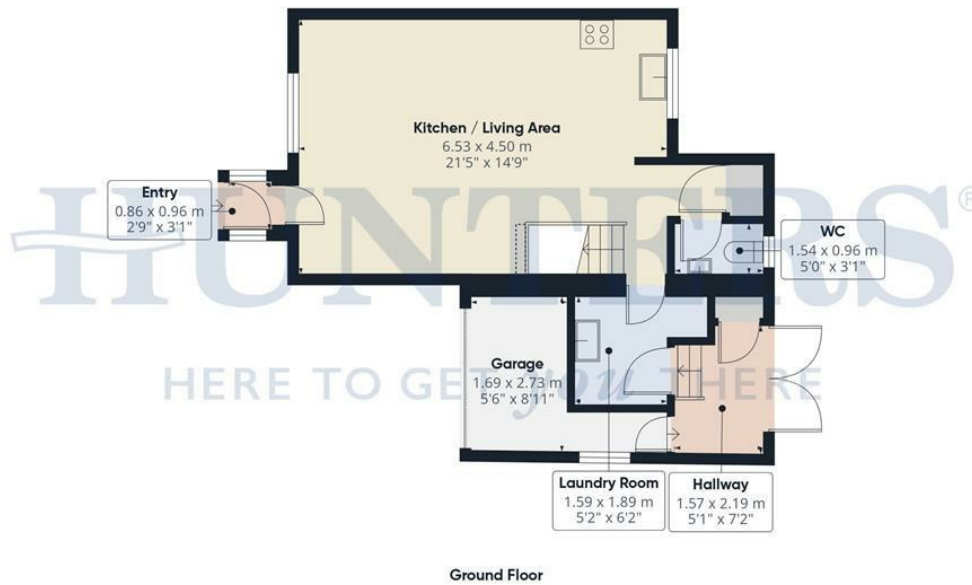 Kitchen / Living Area
6.53 x 4.50 m
21'5" x 14'9"
Entry
0.86 x 0.96 m
2'9" x 3'1"
HUNTERS®
WC
1.54 x 0.96 m
5'0" x 3'1"
Garage
1.69 x 2.73 m
5'6" x 8'11"
HERE TO GET you THERE
Laundry Room
1.59 x 1.89 m
5'2" x 6'2"
Hallway
1.57 x 2.19 m
5'1" x 7'2"
Ground Floor